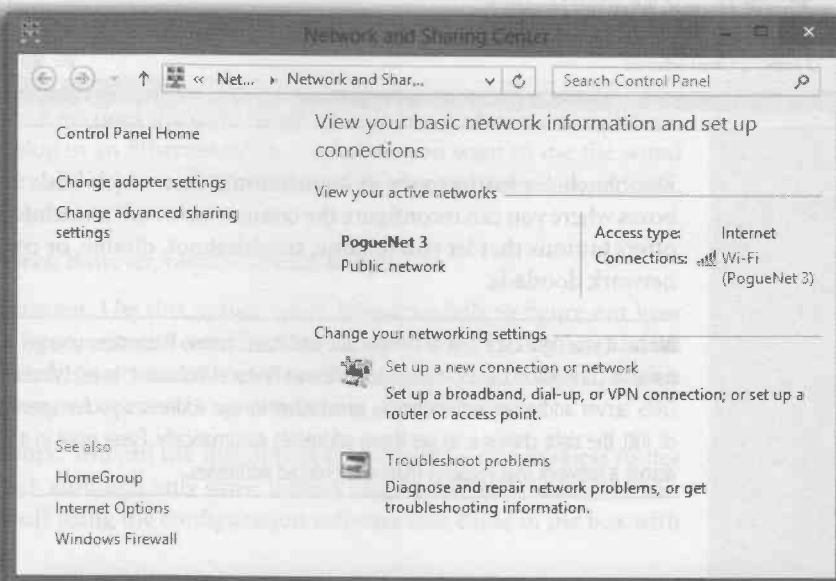 Network and Sharing Center
« Net... ▸ Network and Shar...
Search Control Panel
Control Panel Home
Change adapter settings
Change advanced sharing
settings
See also
HomeGroup
Internet Options
Windows Firewall
View your basic network information and set up
connections
View your active networks
PogueNet 3
Public network
Access type: Internet
Connections: Wi-Fi
(PogueNet 3)
Change your networking settings
Set up a new connection or network
Set up a broadband, dial-up, or VPN connection; or set up a
router or access point.
Troubleshoot problems
Diagnose and repair network problems, or get
troubleshooting information.